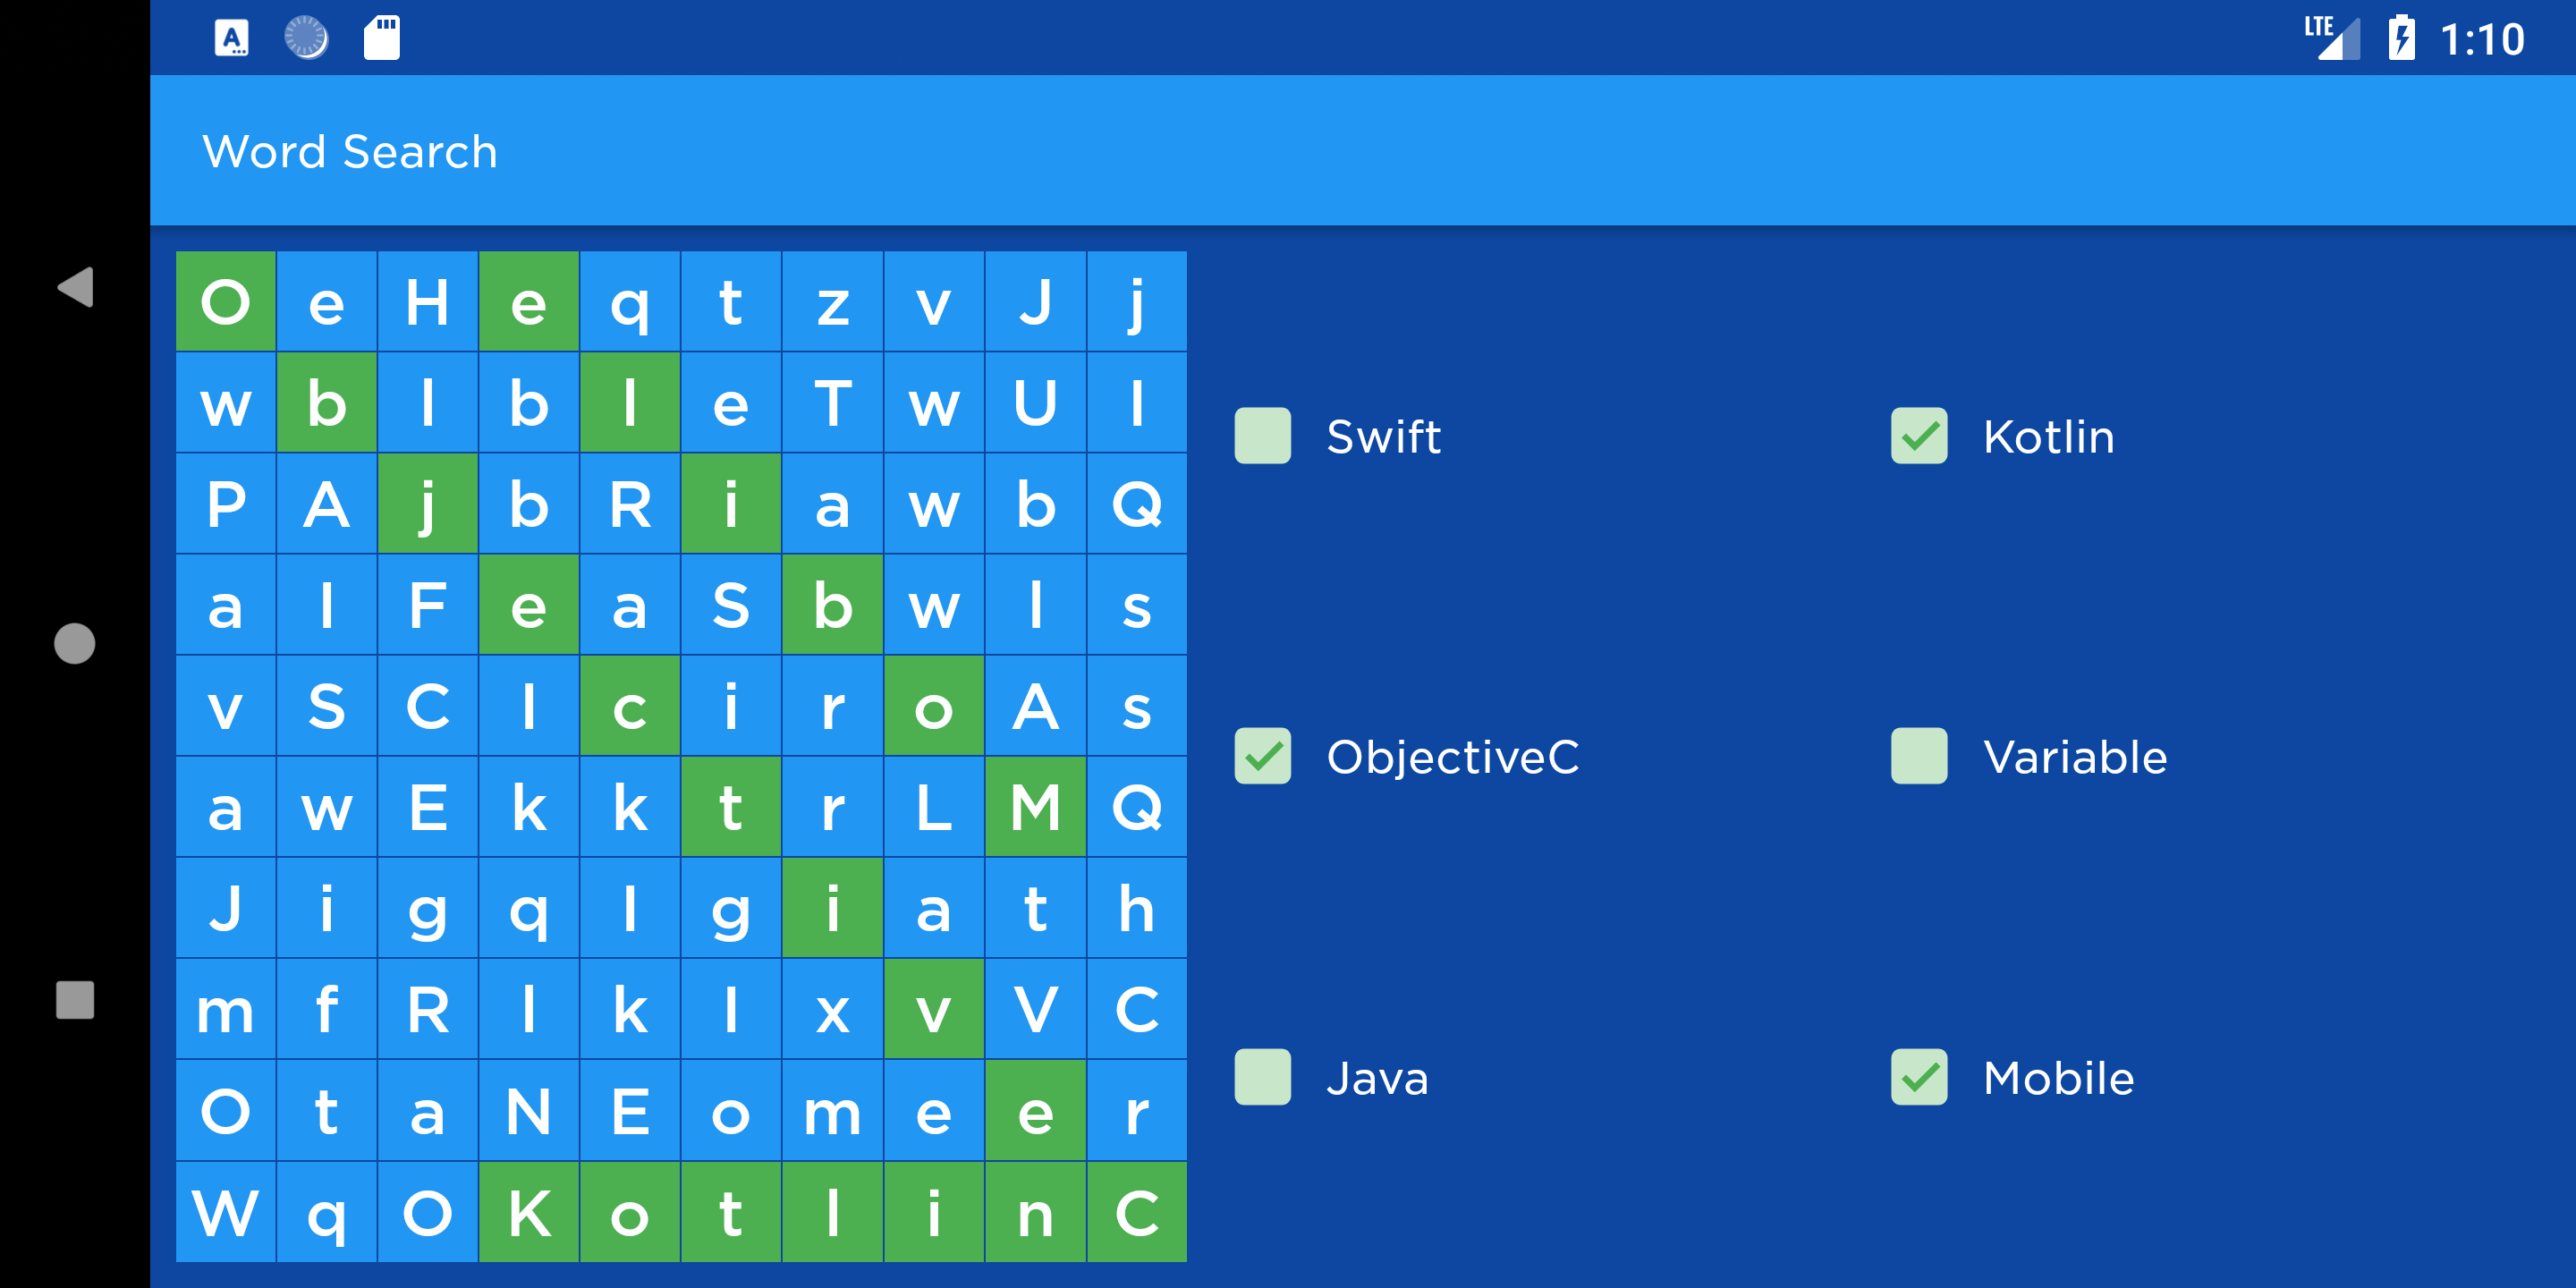 A LTE 1:10
Word Search
O e H e q t z v J j
w b l b l e T w U I
P A j b R i a w b Q
a I F e a S b w l s
v S C I c i r o A s
a w E k k t r L M Q
J i g q I g i a t h
m f R l k I x v V C
O t a N E o m e e r
W q O K o t l i n C
Swift Kotlin
ObjectiveC Variable
Java Mobile